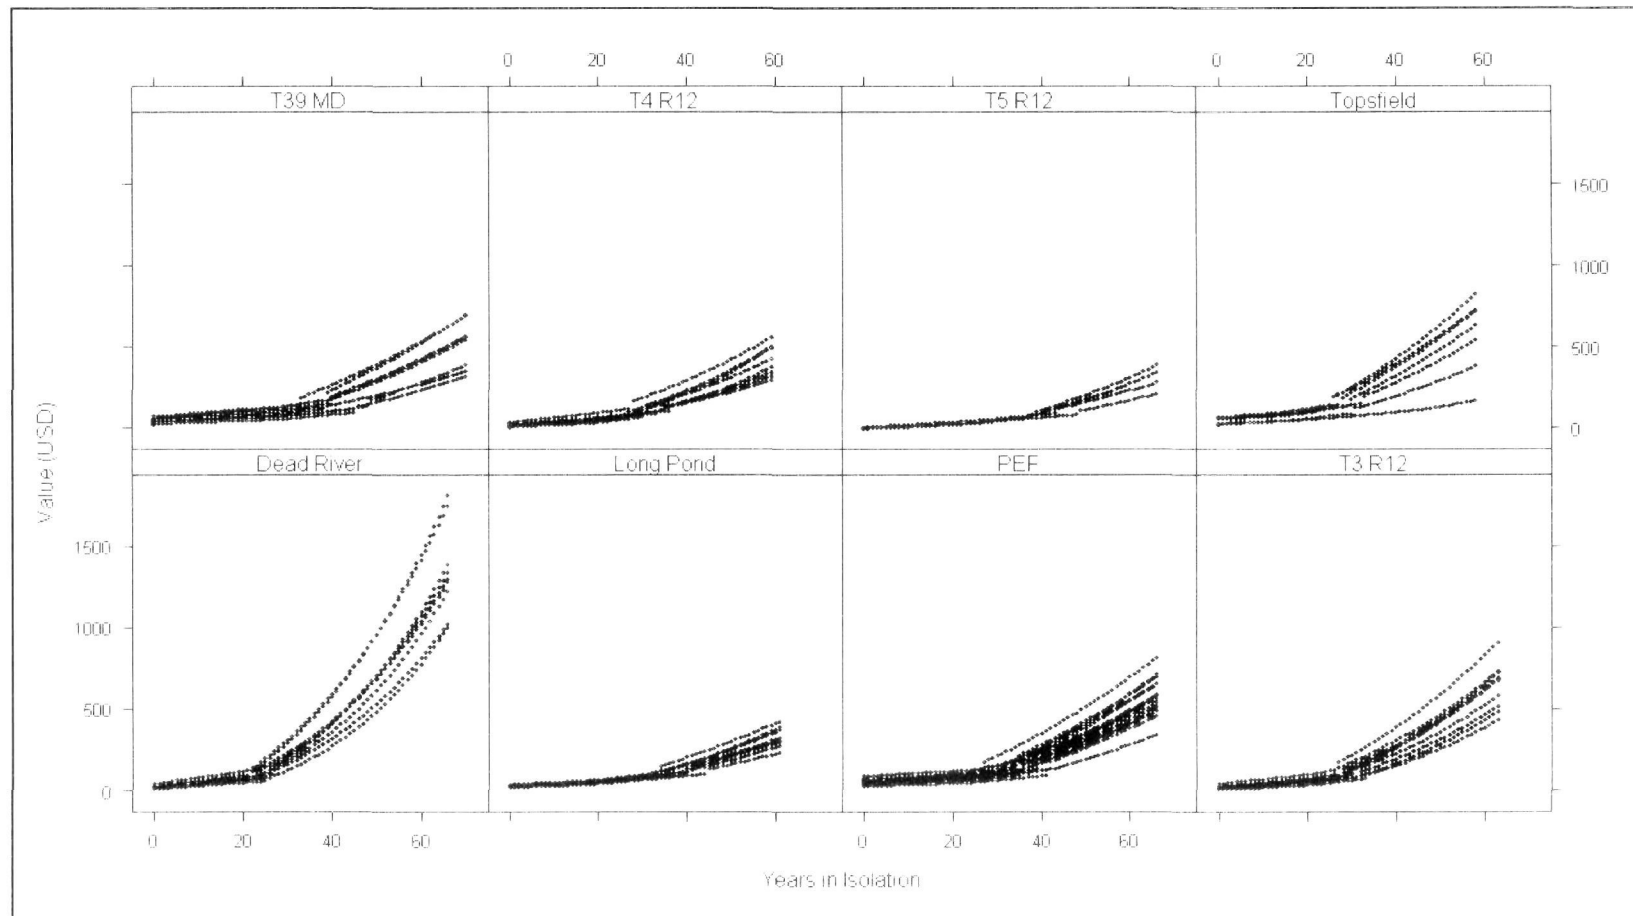 0 20 40 60 0 20 40 60
T39 MD T4 R12 T5 R12 Topsfield
1500
1000
500
0
Value (USD)
Dead River Long Pond PEF T3 R12
1500
1000
500
0
0 20 40 60 0 20 40 60
Years in Isolation